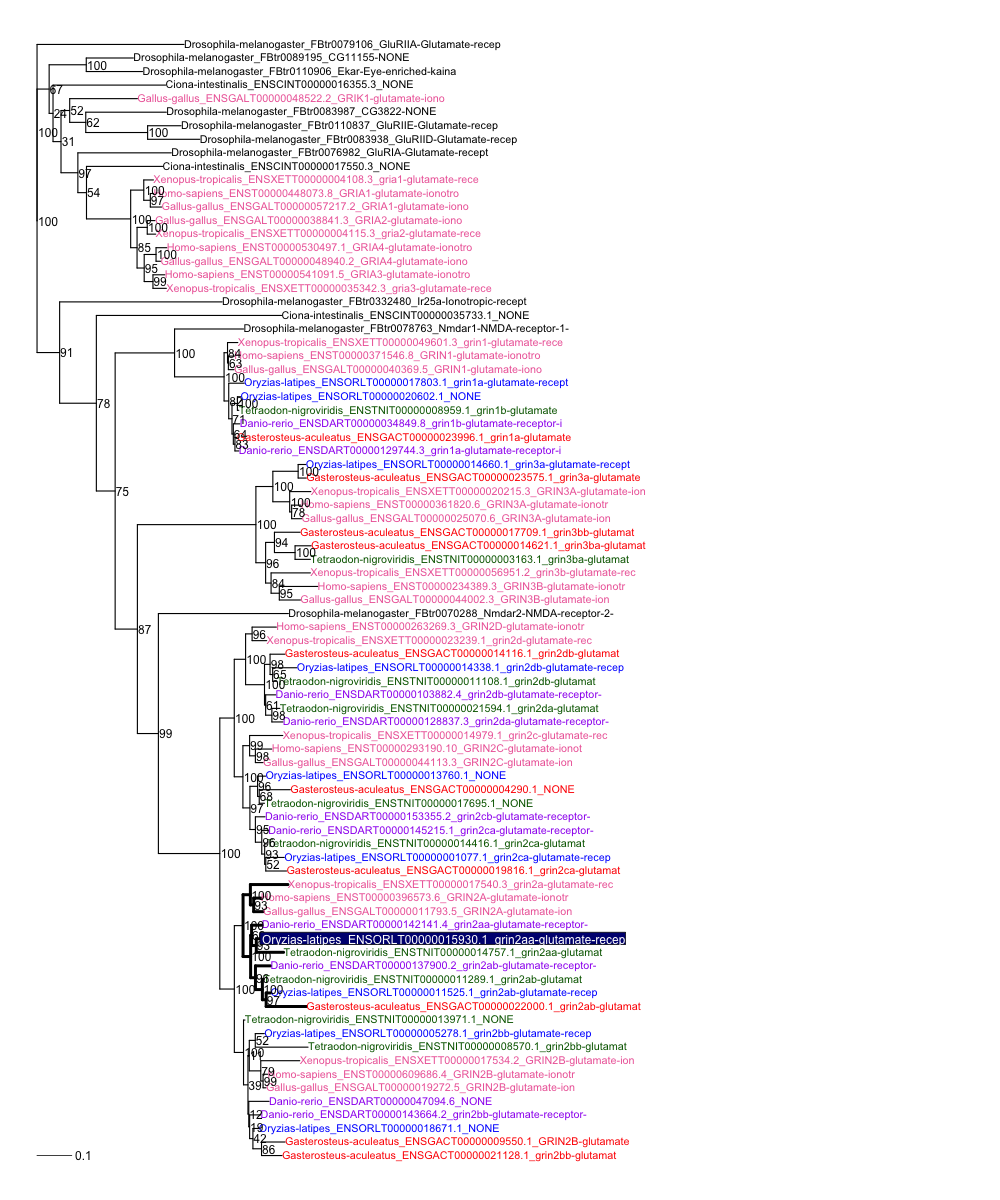 Drosophila-melanogaster_FBtr0079106_GluRIIA-Glutamate-recep
Drosophila-melanogaster_FBtr0089195_CG11155-NONE
100
Drosophila-melanogaster_FBtr0110906_Ekar-Eye-enriched-kaina
67
Ciona-intestinalis_ENSCINT00000016355.3_NONE
Gallus-gallus_ENSGALT00000048522.2_GRIK1-glutamate-iono
24
52
Drosophila-melanogaster_FBtr0083987_CG3822-NONE
62
Drosophila-melanogaster_FBtr0110837_GluRIIE-Glutamate-recep
100
100
Drosophila-melanogaster_FBtr0083938_GluRIID-Glutamate-recep
31
Drosophila-melanogaster_FBtr0076982_GluRIA-Glutamate-recept
Ciona-intestinalis_ENSCINT00000017550.3_NONE
97
Xenopus-tropicalis_ENSXETT00000004108.3_gria1-glutamate-rece
54
100
Homo-sapiens_ENST00000448073.8_GRIA1-glutamate-ionotro
97
Gallus-gallus_ENSGALT00000057217.2_GRIA1-glutamate-iono
100
100
Gallus-gallus_ENSGALT00000038841.3_GRIA2-glutamate-iono
100
Xenopus-tropicalis_ENSXETT00000004115.3_gria2-glutamate-rece
85
Homo-sapiens_ENST00000530497.1_GRIA4-glutamate-ionotro
100
Gallus-gallus_ENSGALT00000048940.2_GRIA4-glutamate-iono
95
Homo-sapiens_ENST00000541091.5_GRIA3-glutamate-ionotro
99
Xenopus-tropicalis_ENSXETT00000035342.3_gria3-glutamate-rece
Drosophila-melanogaster_FBtr0332480_Ir25a-Ionotropic-recept
Ciona-intestinalis_ENSCINT00000035733.1_NONE
Drosophila-melanogaster_FBtr0078763_Nmdar1-NMDA-receptor-1-
Xenopus-tropicalis_ENSXETT00000049601.3_grin1-glutamate-rece
91
100
84
Homo-sapiens_ENST00000371546.8_GRIN1-glutamate-ionotro
63
Gallus-gallus_ENSGALT00000040369.5_GRIN1-glutamate-iono
100
Oryzias-latipes_ENSORLT00000017803.1_grin1a-glutamate-recept
Oryzias-latipes_ENSORLT00000020602.1_NONE
78
100
Tetraodon-nigroviridis_ENSTNIT00000008959.1_grin1b-glutamate
71
Danio-rerio_ENSDART00000034849.8_grin1b-glutamate-receptor-i
64
Gasterosteus-aculeatus_ENSGACT00000023996.1_grin1a-glutamate
83
Danio-rerio_ENSDART00000129744.3_grin1a-glutamate-receptor-i
Oryzias-latipes_ENSORLT00000014660.1_grin3a-glutamate-recept
100
Gasterosteus-aculeatus_ENSGACT00000023575.1_grin3a-glutamate
75
100
Xenopus-tropicalis_ENSXETT00000020215.3_GRIN3A-glutamate-ion
100
Homo-sapiens_ENST00000361820.6_GRIN3A-glutamate-ionotr
78
Gallus-gallus_ENSGALT00000025070.6_GRIN3A-glutamate-ion
100
Gasterosteus-aculeatus_ENSGACT00000017709.1_grin3bb-glutamat
94
Gasterosteus-aculeatus_ENSGACT00000014621.1_grin3ba-glutamat
100
Tetraodon-nigroviridis_ENSTNIT00000003163.1_grin3ba-glutamat
96
Xenopus-tropicalis_ENSXETT00000056951.2_grin3b-glutamate-rec
84
Homo-sapiens_ENST00000234389.3_GRIN3B-glutamate-ionotr
95
Gallus-gallus_ENSGALT00000044002.3_GRIN3B-glutamate-ion
Drosophila-melanogaster_FBtr0070288_Nmdar2-NMDA-receptor-2-
87
Homo-sapiens_ENST00000263269.3_GRIN2D-glutamate-ionotr
96
Xenopus-tropicalis_ENSXETT00000023239.1_grin2d-glutamate-rec
Gasterosteus-aculeatus_ENSGACT00000014116.1_grin2db-glutamat
100
98
Oryzias-latipes_ENSORLT00000014338.1_grin2db-glutamate-recep
65
Tetraodon-nigroviridis_ENSTNIT00000011108.1_grin2db-glutamat
100
Danio-rerio_ENSDART00000103882.4_grin2db-glutamate-receptor-
61
Tetraodon-nigroviridis_ENSTNIT00000021594.1_grin2da-glutamat
98
Danio-rerio_ENSDART00000128837.3_grin2da-glutamate-receptor-
100
99
Xenopus-tropicalis_ENSXETT00000014979.1_grin2c-glutamate-rec
99
Homo-sapiens_ENST00000293190.10_GRIN2C-glutamate-ionot
98
Gallus-gallus_ENSGALT00000044113.3_GRIN2C-glutamate-ion
100
Oryzias-latipes_ENSORLT00000013760.1_NONE
96
Gasterosteus-aculeatus_ENSGACT00000004290.1_NONE
68
Tetraodon-nigroviridis_ENSTNIT00000017695.1_NONE
97
Danio-rerio_ENSDART00000153355.2_grin2cb-glutamate-receptor-
95
Danio-rerio_ENSDART00000145215.1_grin2ca-glutamate-receptor-
96
Tetraodon-nigroviridis_ENSTNIT00000014416.1_grin2ca-glutamat
100
93
Oryzias-latipes_ENSORLT00000001077.1_grin2ca-glutamate-recep
52
Gasterosteus-aculeatus_ENSGACT00000019816.1_grin2ca-glutamat
Xenopus-tropicalis_ENSXETT00000017540.3_grin2a-glutamate-rec
100
Homo-sapiens_ENST00000396573.6_GRIN2A-glutamate-ionotr
93
Gallus-gallus_ENSGALT00000011793.5_GRIN2A-glutamate-ion
Danio-rerio_ENSDART00000142141.4_grin2aa-glutamate-receptor-
Oryzias-latipes_ENSORLT00000015930.1_grin2aa-glutamate-recep
Tetraodon-nigroviridis_ENSTNIT00000014757.1_grin2aa-glutamat
100
Danio-rerio_ENSDART00000137900.2_grin2ab-glutamate-receptor-
96
Tetraodon-nigroviridis_ENSTNIT00000011289.1_grin2ab-glutamat
100
100
Oryzias-latipes_ENSORLT00000011525.1_grin2ab-glutamate-recep
97
Gasterosteus-aculeatus_ENSGACT00000022000.1_grin2ab-glutamat
Tetraodon-nigroviridis_ENSTNIT00000013971.1_NONE
Oryzias-latipes_ENSORLT00000005278.1_grin2bb-glutamate-recep
52
Tetraodon-nigroviridis_ENSTNIT00000008570.1_grin2bb-glutamat
100
Xenopus-tropicalis_ENSXETT00000017534.2_GRIN2B-glutamate-ion
79
Homo-sapiens_ENST00000609686.4_GRIN2B-glutamate-ionotr
99
39
Gallus-gallus_ENSGALT00000019272.5_GRIN2B-glutamate-ion
Danio-rerio_ENSDART00000047094.6_NONE
12
Danio-rerio_ENSDART00000143664.2_grin2bb-glutamate-receptor-
Oryzias-latipes_ENSORLT00000018671.1_NONE
42
Gasterosteus-aculeatus_ENSGACT00000009550.1_GRIN2B-glutamate
86
Gasterosteus-aculeatus_ENSGACT00000021128.1_grin2bb-glutamat
0.1